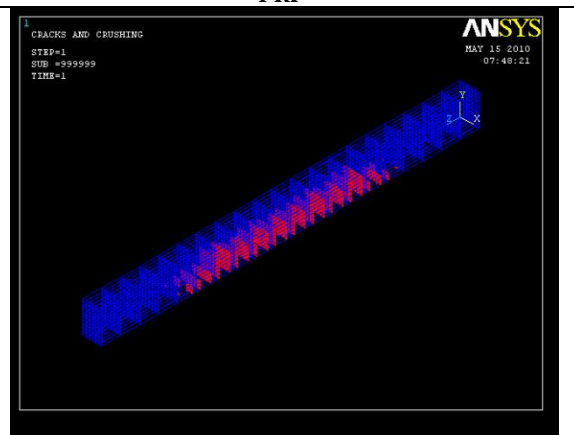 1
CRACKS AND CRUSHING
STEP=1
SUB =999999
TIME=1
ANSYS
MAY 15 2010
07:48:21
Y
Z
X